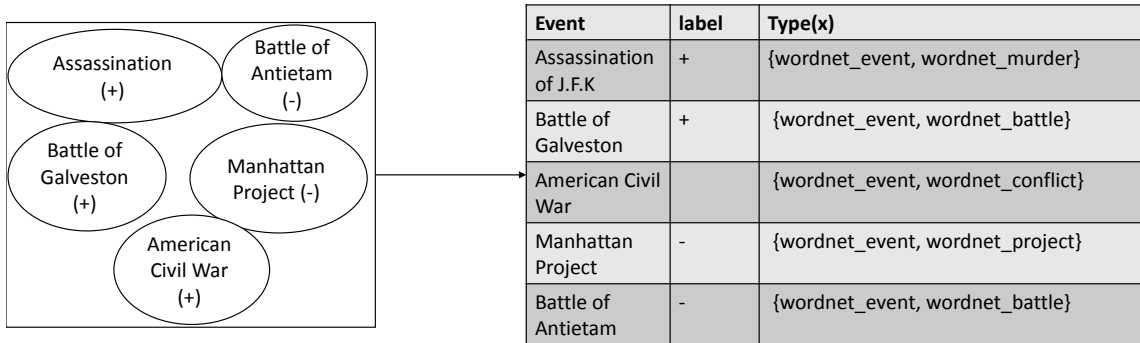 Assassination
(+)
Battle of
Antietam
(-)
Battle of
Galveston
(+)
Manhattan
Project (-)
American
Civil War
(+)
Event label Type(x)
Assassination
of J.F.K
+ {wordnet_event, wordnet_murder}
Battle of
Galveston
+ {wordnet_event, wordnet_battle}
American Civil
War
{wordnet_event, wordnet_conflict}
Manhattan
Project
- {wordnet_event, wordnet_project}
Battle of
Antietam
- {wordnet_event, wordnet_battle}